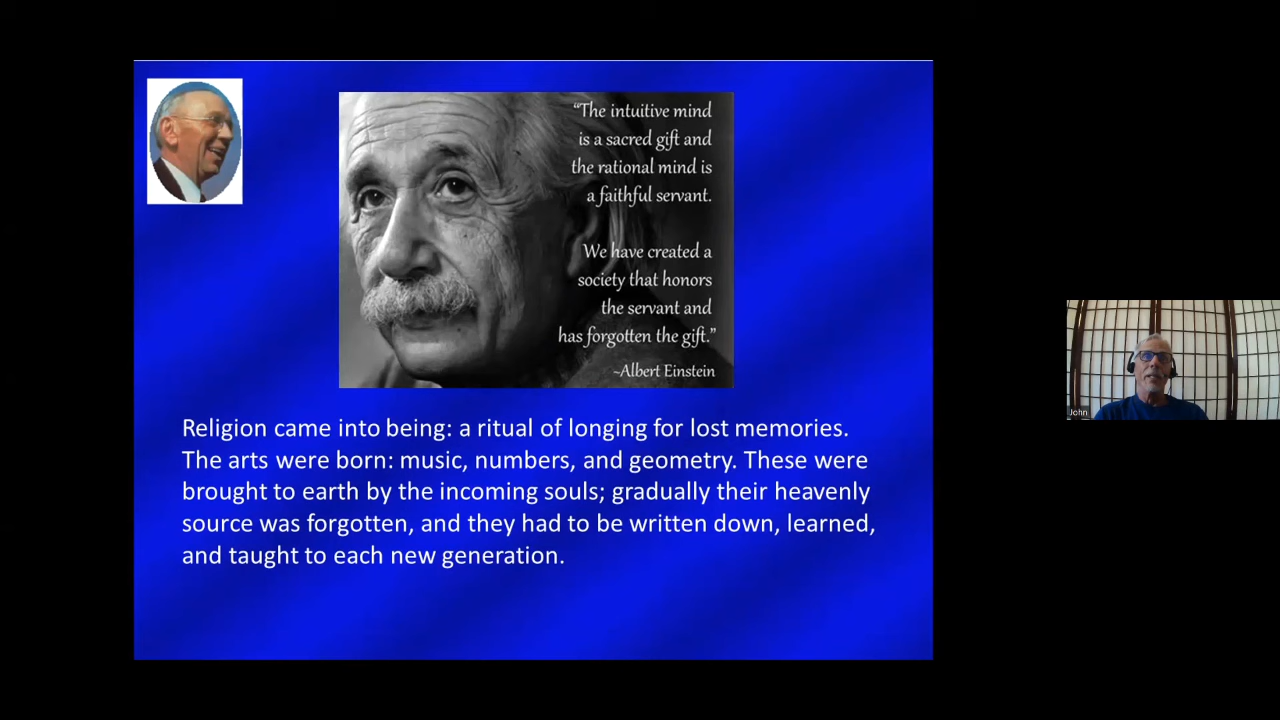 “The intuitive mind
is a sacred gift and
the rational mind is
a faithful servant.
We have created a
society that honors
the servant and
has forgotten the gift.”
~Albert Einstein
Religion came into being: a ritual of longing for lost memories.
The arts were born: music, numbers, and geometry. These were
brought to earth by the incoming souls; gradually their heavenly
source was forgotten, and they had to be written down, learned,
and taught to each new generation.
John